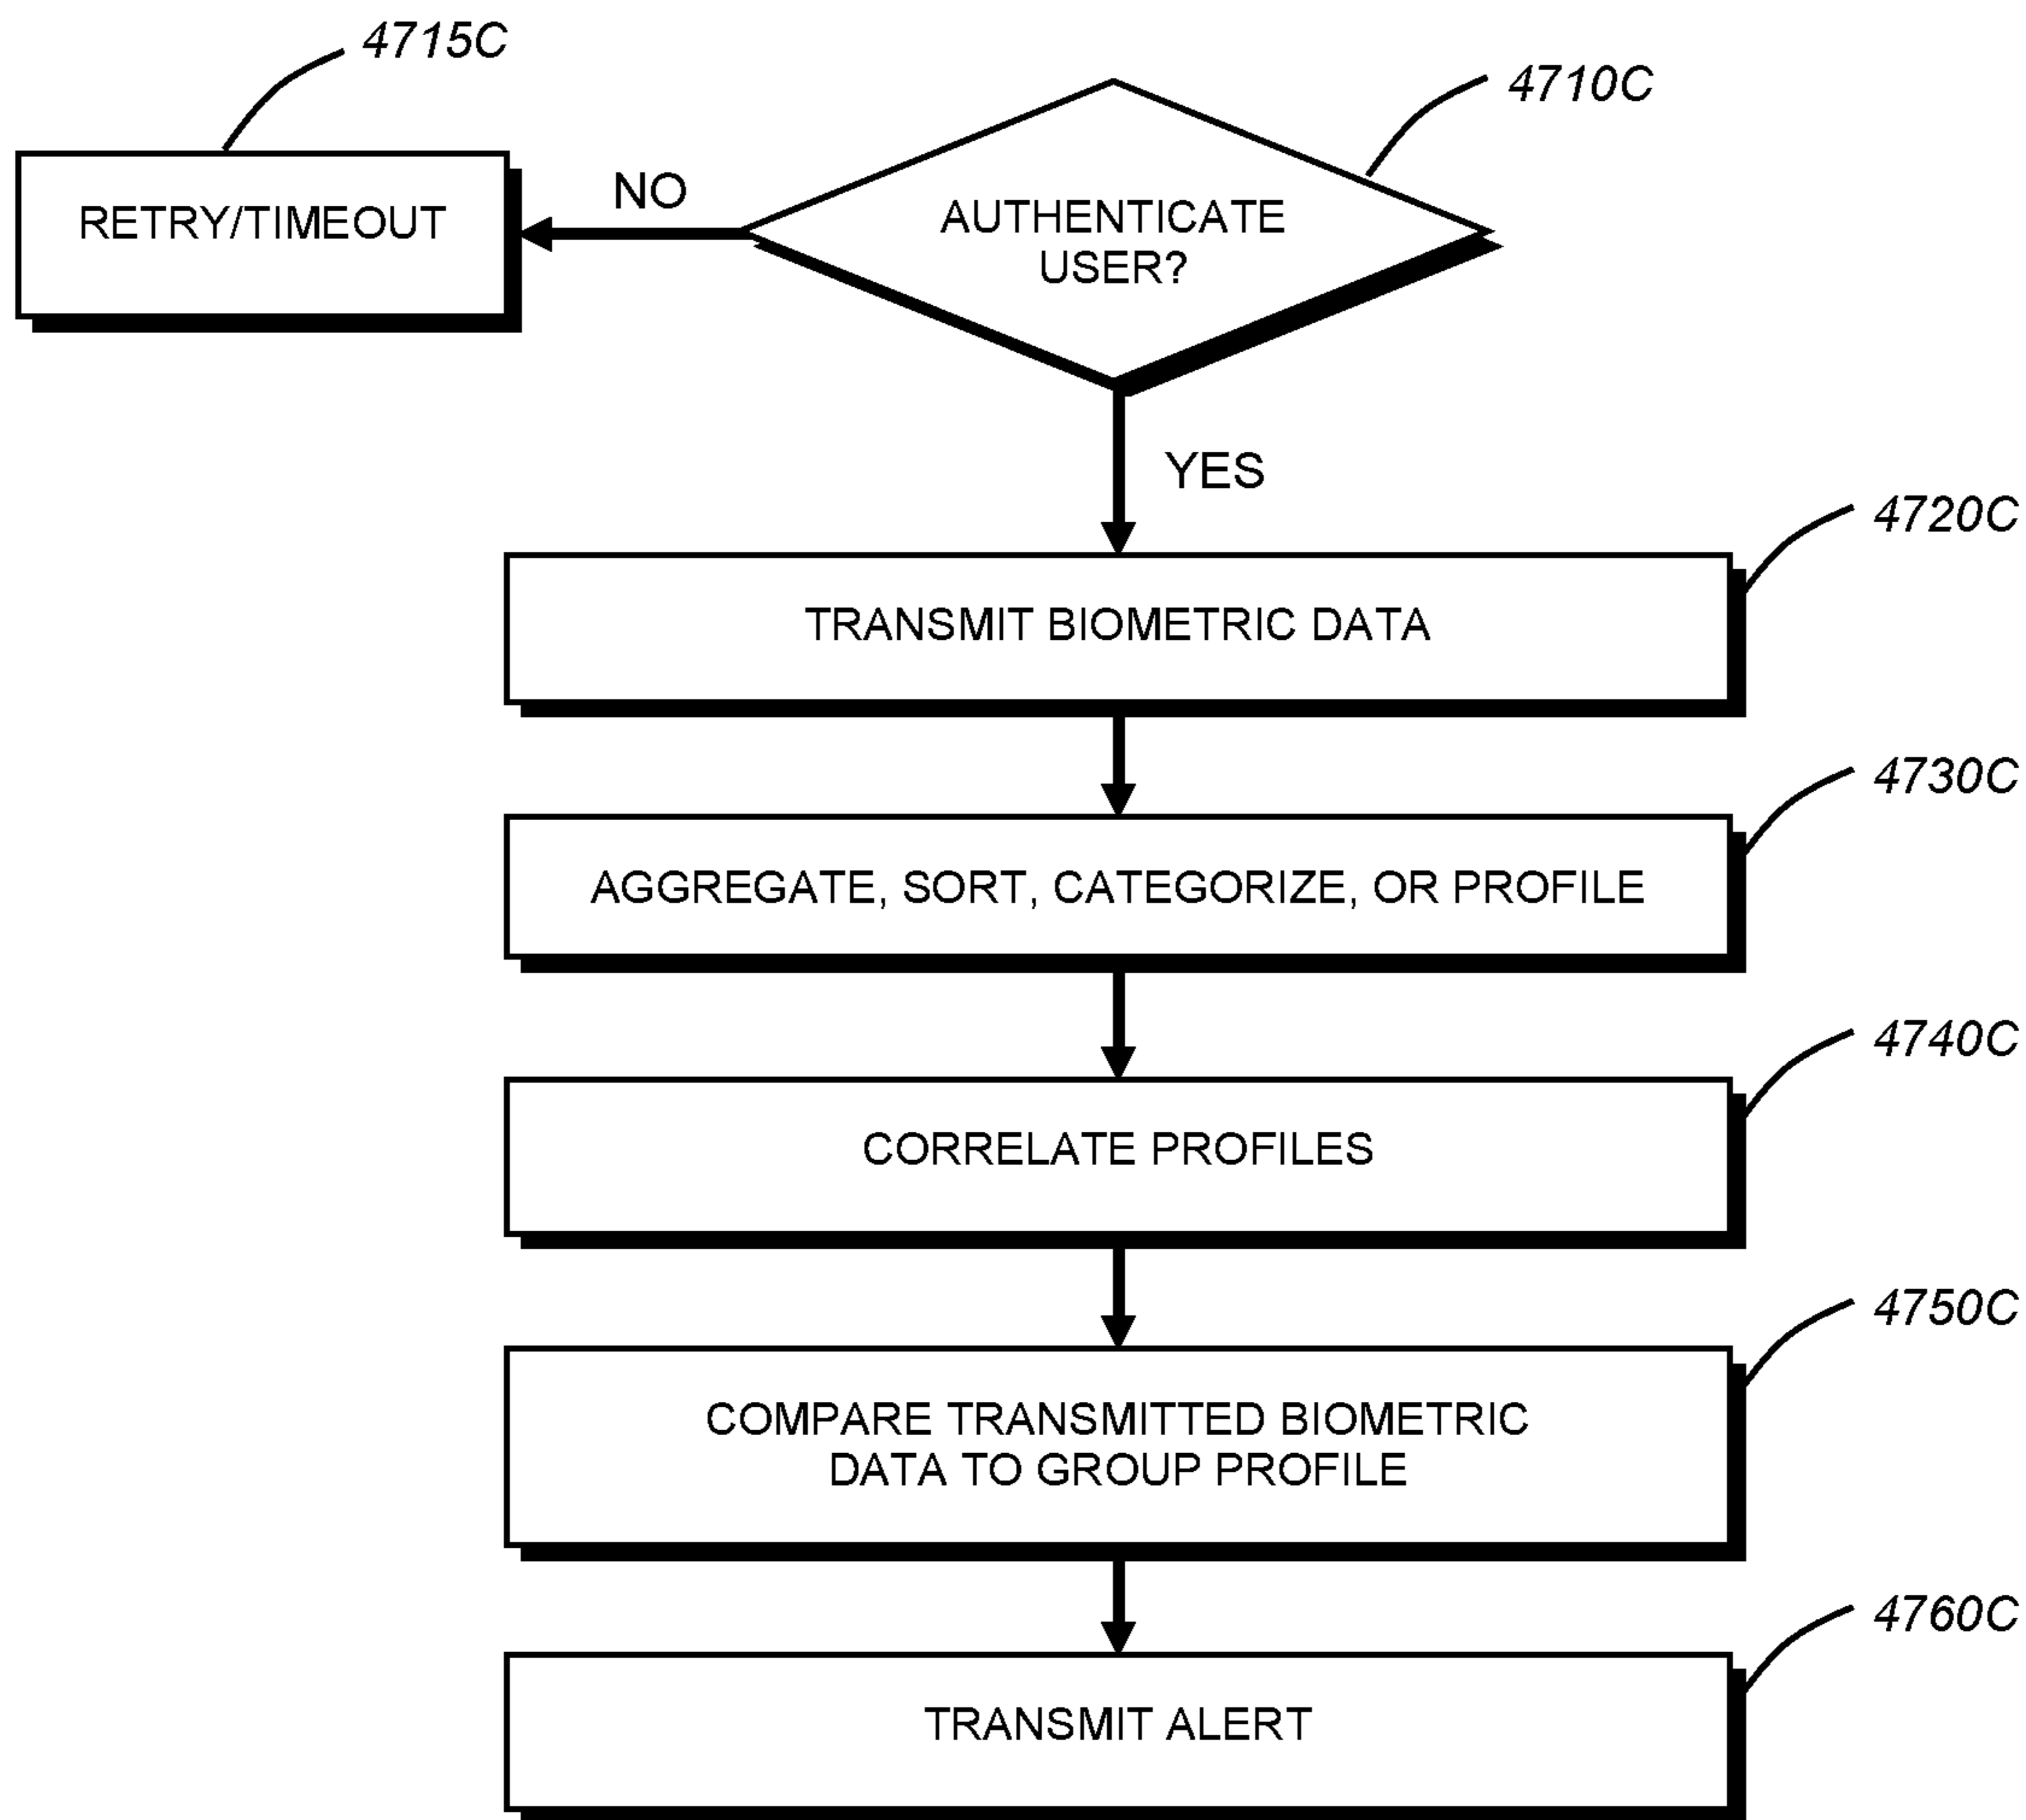 4715C
4710C
RETRY/TIMEOUT
NO
AUTHENTICATE
USER?
YES
4720C
TRANSMIT BIOMETRIC DATA
4730C
AGGREGATE, SORT, CATEGORIZE, OR PROFILE
4740C
CORRELATE PROFILES
4750C
COMPARE TRANSMITTED BIOMETRIC
DATA TO GROUP PROFILE
4760C
TRANSMIT ALERT